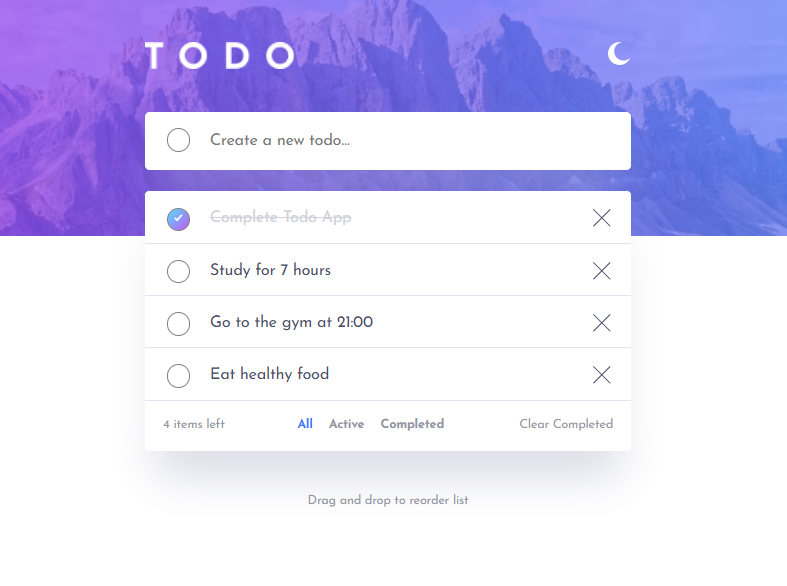 TODO
Create a new todo...
Complete Todo App
Study for 7 hours
Go to the gym at 21:00
Eat healthy food
4 items left All Active Completed Clear Completed
Drag and drop to reorder list